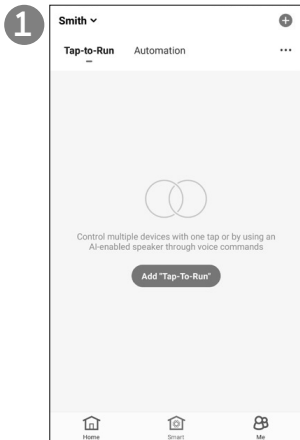 1
Smith
Tap-to-Run Automation ...
Control multiple devices with one tap or by using an
AI-enabled speaker through voice commands
Add "Tap-To-Run"
Home Smart Me